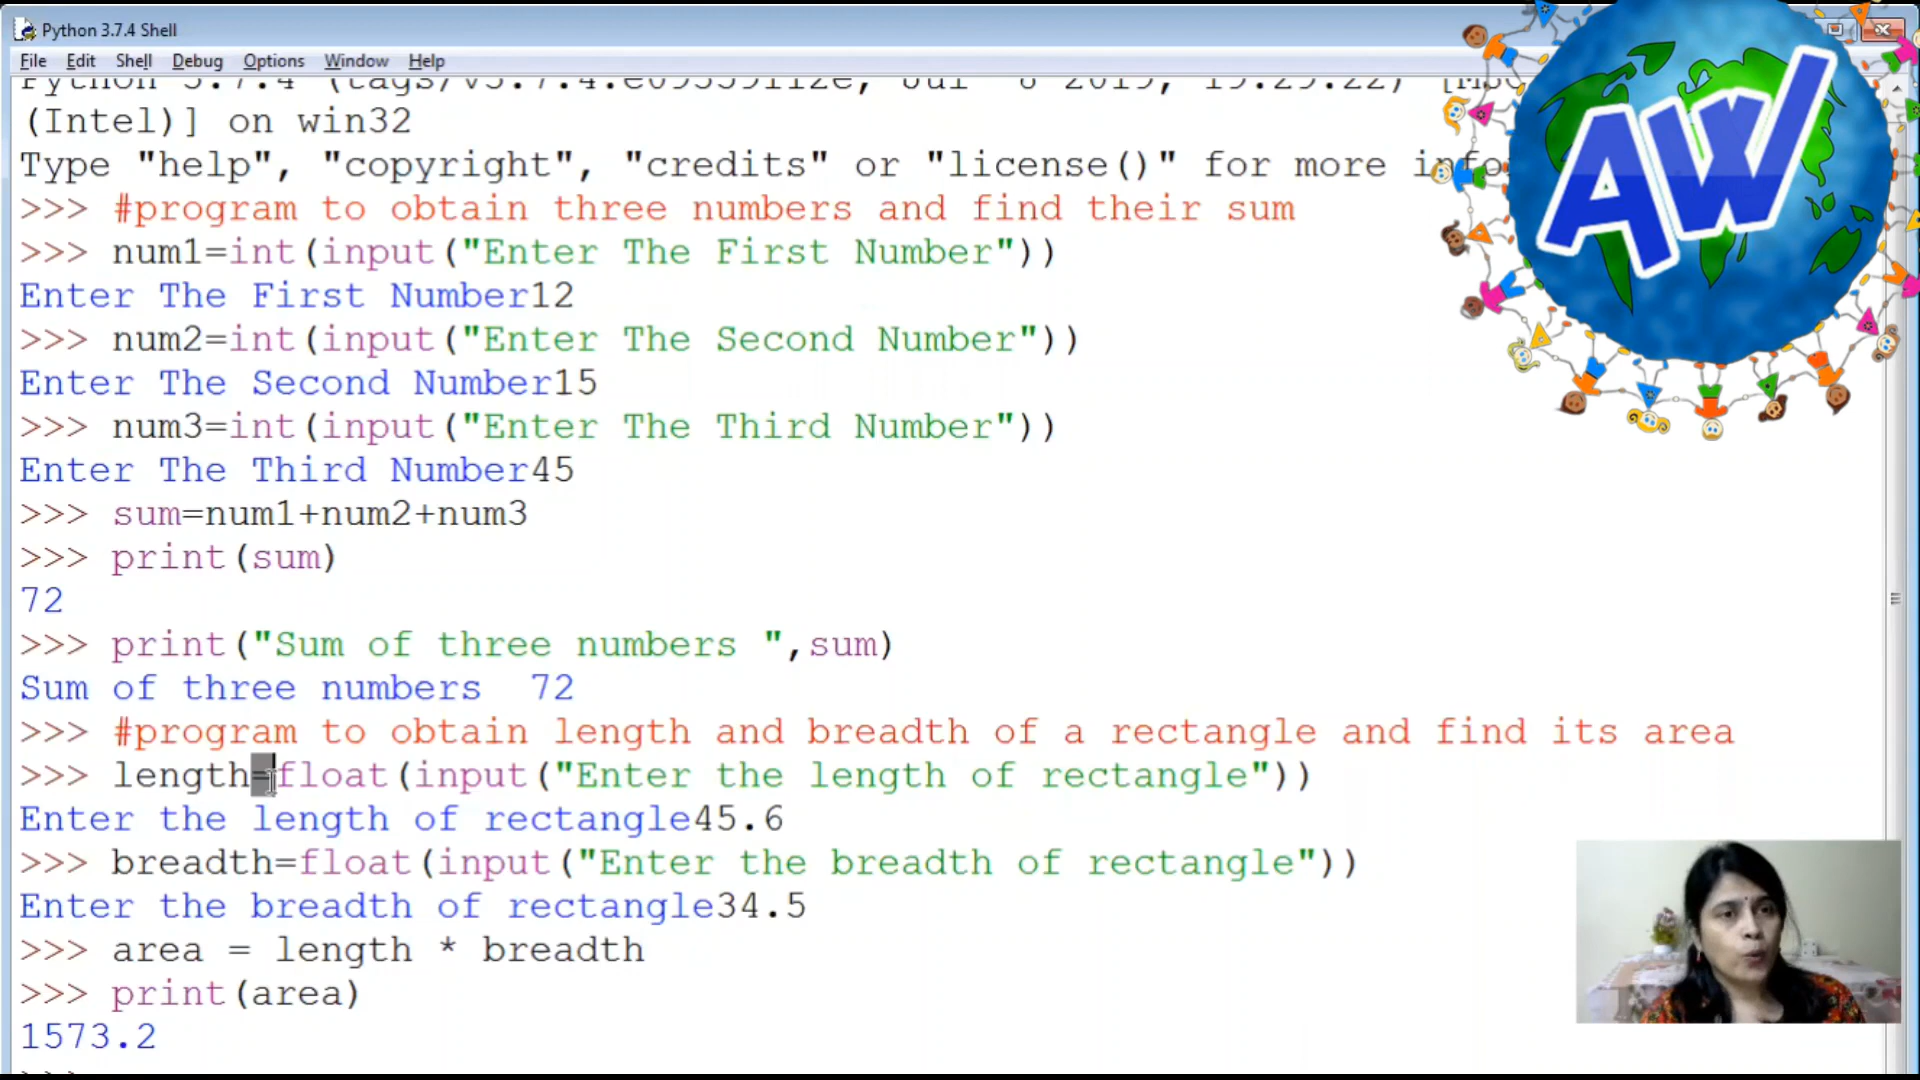 Python 3.7.4 Shell
File Edit Shell Debug Options Window Help
(Intel)] on win32
Type "help", "copyright", "credits" or "license()" for more info
>>> #program to obtain three numbers and find their sum
>>> num1=int(input("Enter The First Number"))
Enter The First Number12
>>> num2=int(input("Enter The Second Number"))
Enter The Second Number15
>>> num3=int(input("Enter The Third Number"))
Enter The Third Number45
>>> sum=num1+num2+num3
>>> print(sum)
72
>>> print("Sum of three numbers ",sum)
Sum of three numbers  72
>>> #program to obtain length and breadth of a rectangle and find its area
>>> length=float(input("Enter the length of rectangle"))
Enter the length of rectangle45.6
>>> breadth=float(input("Enter the breadth of rectangle"))
Enter the breadth of rectangle34.5
>>> area = length * breadth
>>> print(area)
1573.2
AW